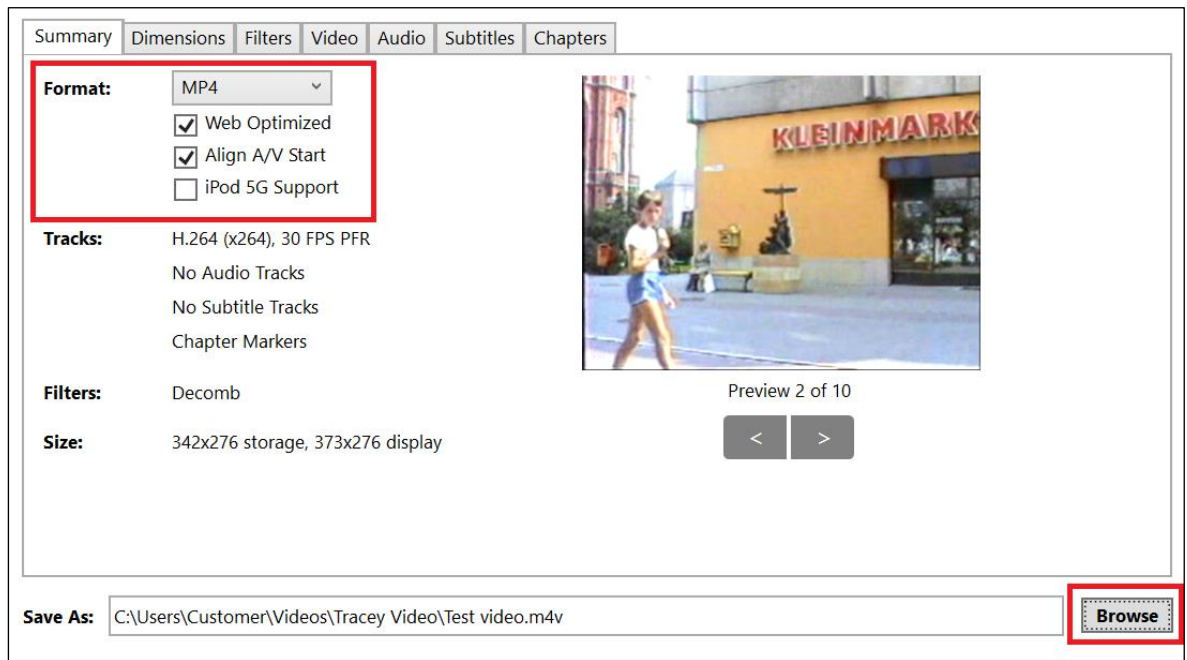 Summary Dimensions Filters Video Audio Subtitles Chapters
Format: MP4
Web Optimized
Align A/V Start
iPod 5G Support
Tracks: H.264 (x264), 30 FPS PFR
No Audio Tracks
No Subtitle Tracks
Chapter Markers
Filters: Decomb
Size: 342x276 storage, 373x276 display
KLEINMARK
Preview 2 of 10
< >
Save As: C:\Users\Customer\Videos\Tracey Video\Test video.m4v Browse